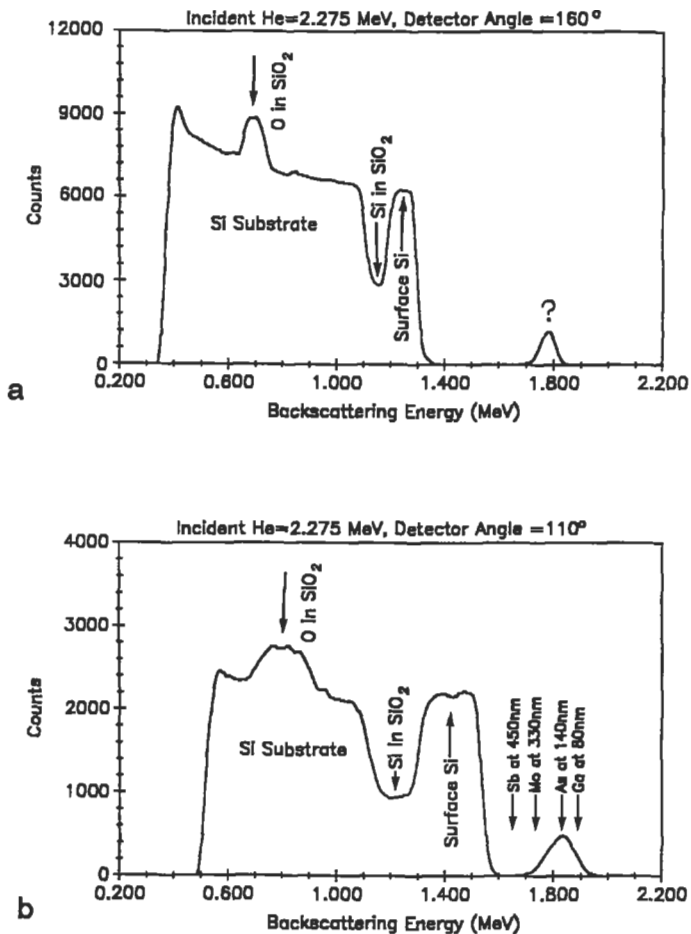 Incident He=2.275 MeV, Detector Angle =160°
12000
9000
6000
3000
0
Counts
O in SiO2
Si in SiO2
Surface Si
Si Substrate
?
0.200
0.600
1.000
1.400
1.800
2.200
Backscattering Energy (MeV)
a
Incident He=2.275 MeV, Detector Angle =110°
4000
3000
2000
1000
0
Counts
O in SiO2
Si in SiO2
Surface Si
Si Substrate
Sb at 450nm
Mo at 330nm
As at 140nm
Ga at 80nm
0.200
0.600
1.000
1.400
1.800
2.200
Backscattering Energy (MeV)
b